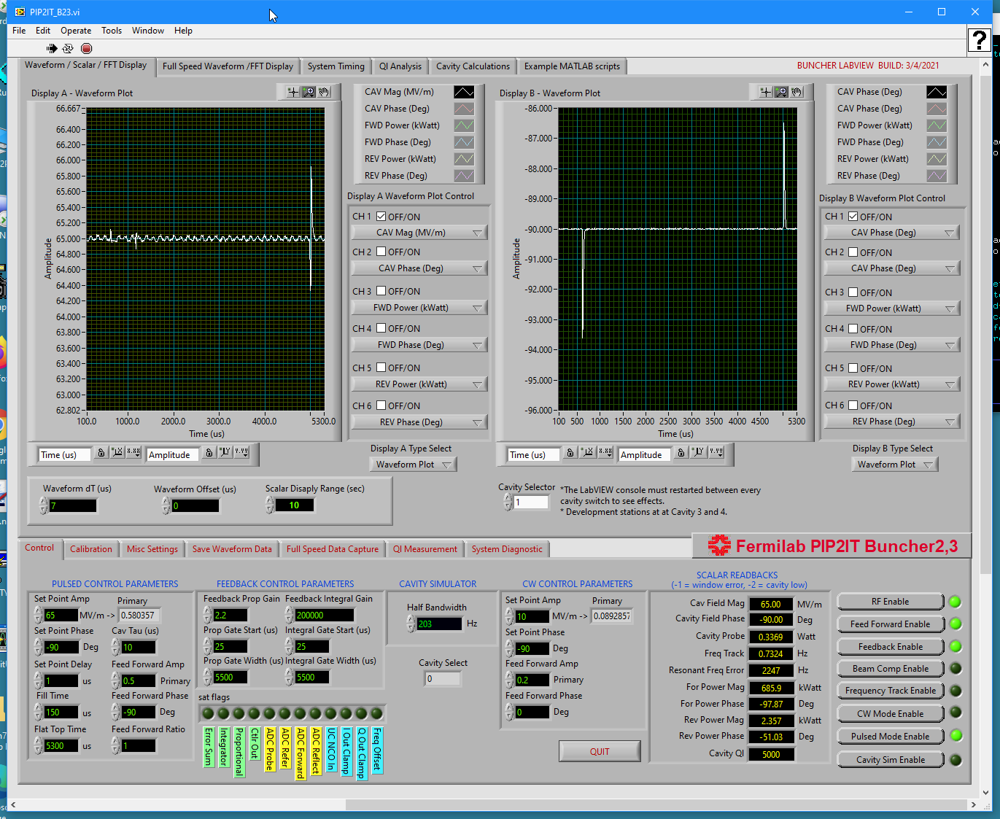 PIP2IT_B23.vi
File Edit Operate Tools Window Help
?
Waveform / Scalar / FFT Display Full Speed Waveform /FFT Display System Timing QI Analysis Cavity Calculations Example MATLAB scripts
BUNCHER LABVIEW BUILD: 3/4/2021
Display A - Waveform Plot
66.667
66.400
66.200
66.000
65.800
65.600
65.400
65.200
65.000
64.800
64.600
64.400
64.200
64.000
63.800
63.600
63.400
63.200
63.000
62.802
Amplitude
100.0 1000.0 2000.0 3000.0 4000.0 5300.0
Time (us)
CAV Mag (MV/m)
CAV Phase (Deg)
FWD Power (kWatt)
FWD Phase (Deg)
REV Power (kWatt)
REV Phase (Deg)
Display A Waveform Plot Control
CH 1 OFF/ON
CAV Mag (MV/m)
CH 2 OFF/ON
CAV Phase (Deg)
CH 3 OFF/ON
FWD Power (kWatt)
CH 4 OFF/ON
FWD Phase (Deg)
CH 5 OFF/ON
REV Power (kWatt)
CH 6 OFF/ON
REV Phase (Deg)
Display A Type Select
Waveform Plot
Time (us) Amplitude
Display B - Waveform Plot
-86.000
-87.000
-88.000
-89.000
-90.000
-91.000
-92.000
-93.000
-94.000
-95.000
-96.000
Amplitude
100 500 1000 1500 2000 2500 3000 3500 4000 4500 5300
Time (us)
CAV Phase (Deg)
CAV Phase (Deg)
FWD Power (kWatt)
FWD Phase (Deg)
REV Power (kWatt)
REV Phase (Deg)
Display B Waveform Plot Control
CH 1 OFF/ON
CAV Phase (Deg)
CH 2 OFF/ON
CAV Phase (Deg)
CH 3 OFF/ON
FWD Power (kWatt)
CH 4 OFF/ON
FWD Phase (Deg)
CH 5 OFF/ON
REV Power (kWatt)
CH 6 OFF/ON
REV Phase (Deg)
Display B Type Select
Waveform Plot
Time (us) Amplitude
Waveform dT (us) Waveform Offset (us) Scalar Disaply Range (sec)
7 0 10
Cavity Selector
1
*The LabVIEW console must restarted between every
cavity switch to see effects.
* Development stations at at Cavity 3 and 4.
Control Calibration Misc Settings Save Waveform Data Full Speed Data Capture QI Measurement System Diagnostic
Fermilab PIP2IT Buncher2,3
PULSED CONTROL PARAMETERS
Set Point Amp Primary
65 MV/m -> 0.580357
Set Point Phase Cav Tau (us)
-90 Deg 10
Set Point Delay Feed Forward Amp
1 us 0.5 Primary
Fill Time Feed Forward Phase
150 us -90 Deg
Flat Top Time Feed Forward Ratio
5300 us 1
FEEDBACK CONTROL PARAMETERS
Feedback Prop Gain Feedback Integral Gain
2.2 200000
Prop Gate Start (us) Integral Gate Start (us)
25 25
Prop Gate Width (us) Integral Gate Width (us)
5500 5500
sat flags
Error Sum
Integrator
Proportional
Ctlr Out
ADC Probe
ADC Refer
ADC Forward
ADC Reflect
UC NCO In
I Out Clamp
Q Out Clamp
Freq Offset
CAVITY SIMULATOR
Half Bandwidth
203 Hz
Cavity Select
0
CW CONTROL PARAMETERS
Set Point Amp Primary
10 MV/m -> 0.0892857
Set Point Phase
-90 Deg
Feed Forward Amp
0.2 Primary
Feed Forward Phase
0 Deg
QUIT
SCALAR READBACKS
(-1 = window error, -2 = cavity low)
Cav Field Mag 65.00 MV/m
Cavity Field Phase -90.00 Deg
Cavity Probe 0.3369 Watt
Freq Track 0.7324 Hz
Resonant Freq Error 2247 Hz
For Power Mag 685.9 kWatt
For Power Phase -97.87 Deg
Rev Power Mag 2.357 kWatt
Rev Power Phase -51.03 Deg
Cavity QI 5000
RF Enable
Feed Forward Enable
Feedback Enable
Beam Comp Enable
Frequency Track Enable
CW Mode Enable
Pulsed Mode Enable
Cavity Sim Enable